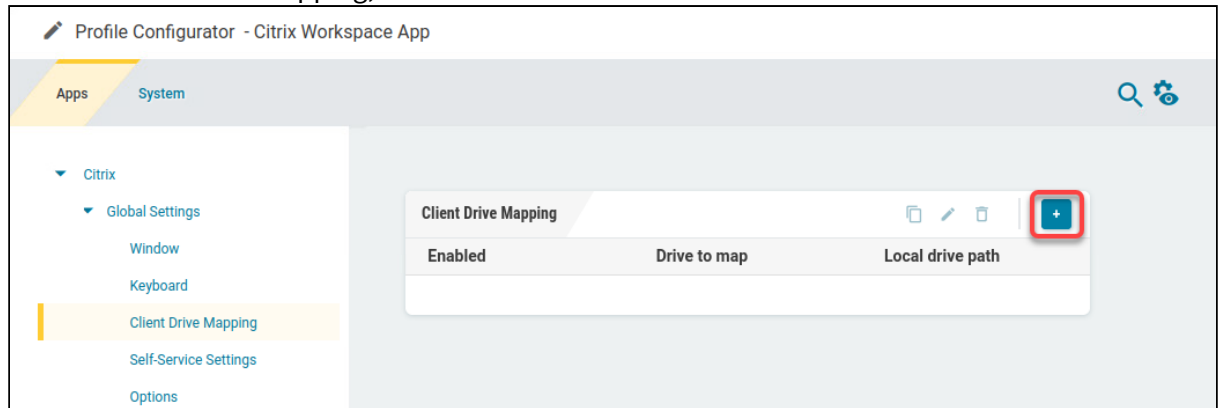 Profile Configurator - Citrix Workspace App
Apps System
Citrix
Global Settings
Window
Keyboard
Client Drive Mapping
Self-Service Settings
Options
Client Drive Mapping
+
Enabled Drive to map Local drive path